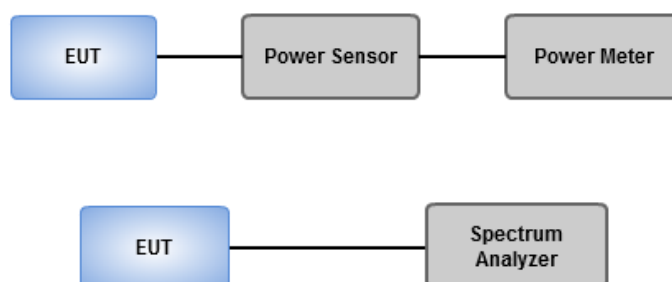 EUT
Power Sensor
Power Meter
EUT
Spectrum
Analyzer